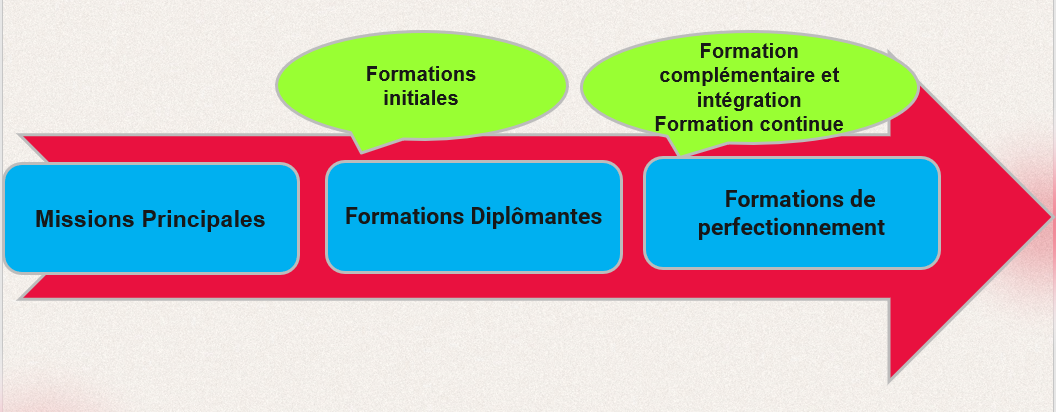 Formations
initiales
Formation
complémentaire et
intégration
Formation continue
Missions Principales
Formations Diplômantes
Formations de
perfectionnement